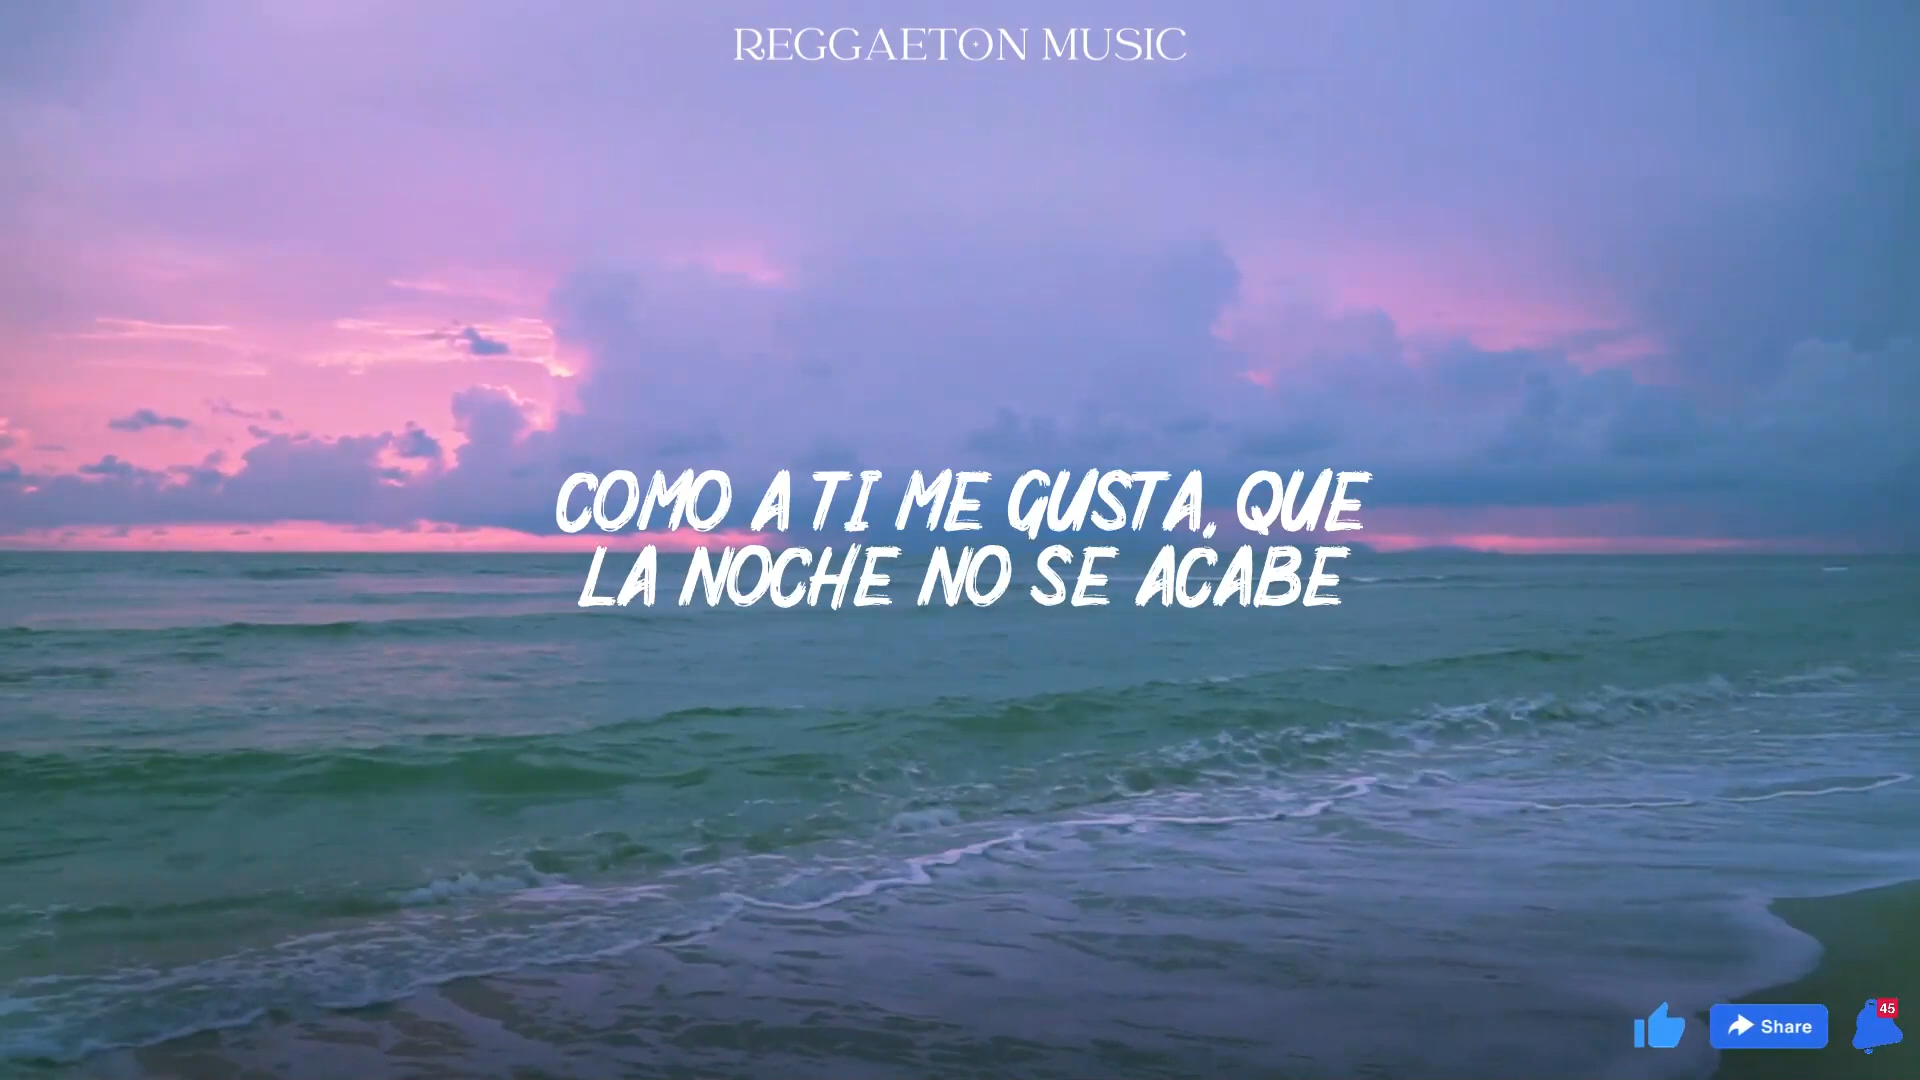 REGGAETON MUSIC
COMO A TI ME GUSTA, QUE
LA NOCHE NO SE ACABE
Share
45